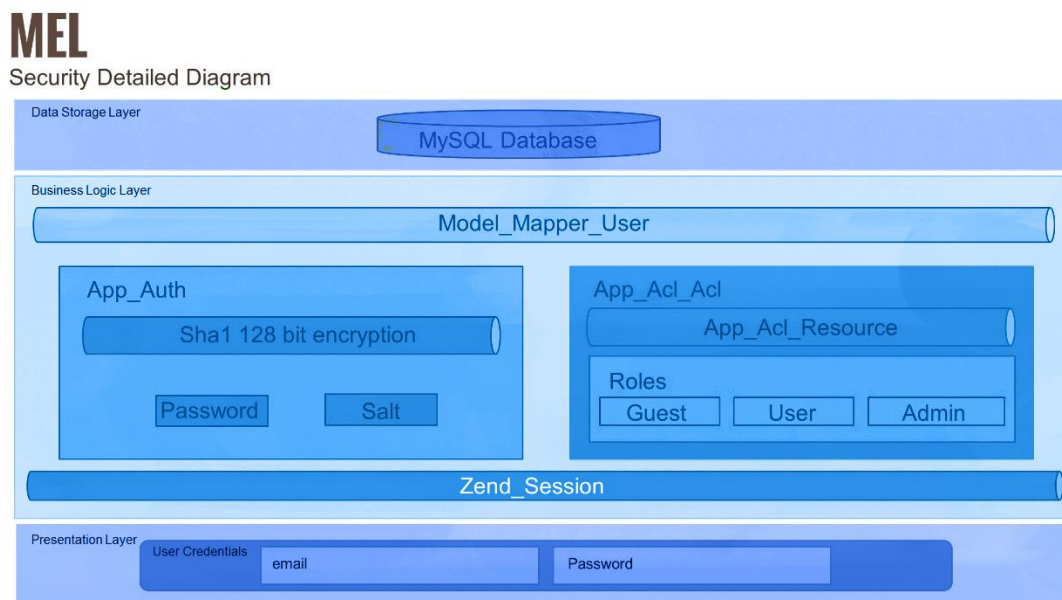 MEL
Security Detailed Diagram
Data Storage Layer
MySQL Database
Business Logic Layer
Model_Mapper_User
App_Auth
Sha1 128 bit encryption
Password
Salt
App_Acl_Acl
App_Acl_Resource
Roles
Guest
User
Admin
Zend_Session
Presentation Layer
User Credentials
email
Password